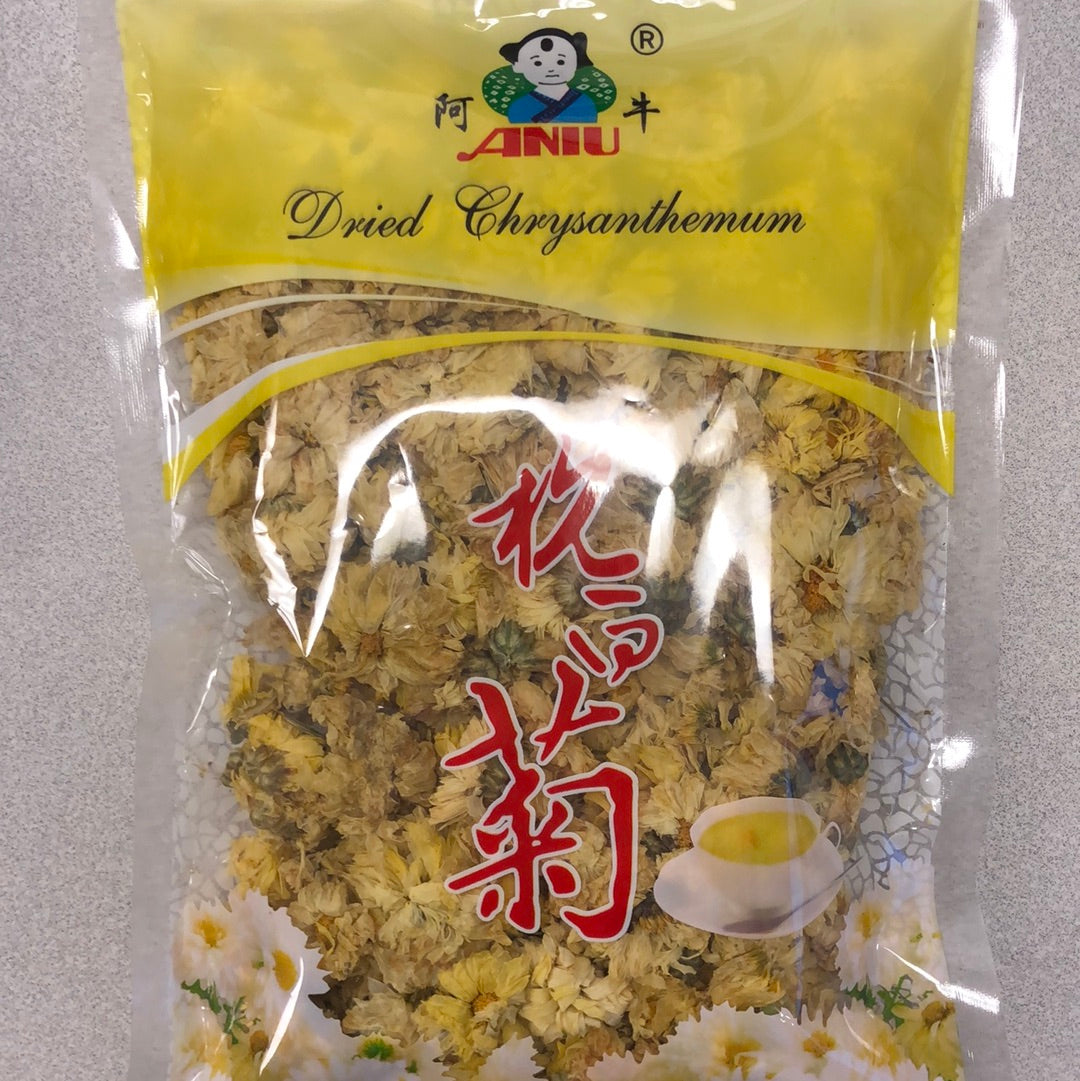 ®
阿牛
ANIU
Dried Chrysanthemum
杭白菊